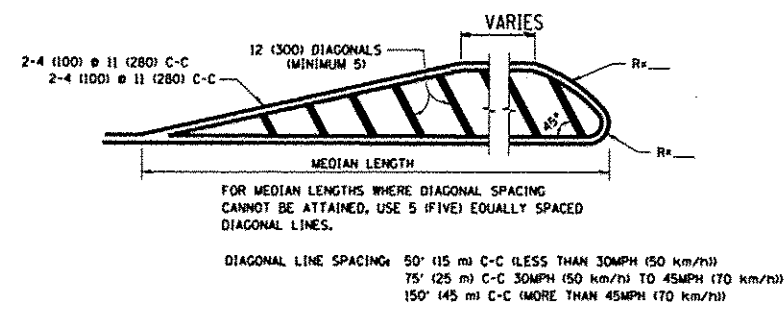 VARIES
2-4 (100) @ 11 (280) C-C
2-4 (100) @ 11 (280) C-C
12 (300) DIAGONALS
(MINIMUM 5)
R=
45°
R=
MEDIAN LENGTH
FOR MEDIAN LENGTHS WHERE DIAGONAL SPACING
CANNOT BE ATTAINED, USE 5 (FIVE) EQUALLY SPACED
DIAGONAL LINES.
DIAGONAL LINE SPACING: 50' (15 m) C-C (LESS THAN 30MPH (50 km/h))
75' (25 m) C-C 30MPH (50 km/h) TO 45MPH (70 km/h))
150' (45 m) C-C (MORE THAN 45MPH (70 km/h))